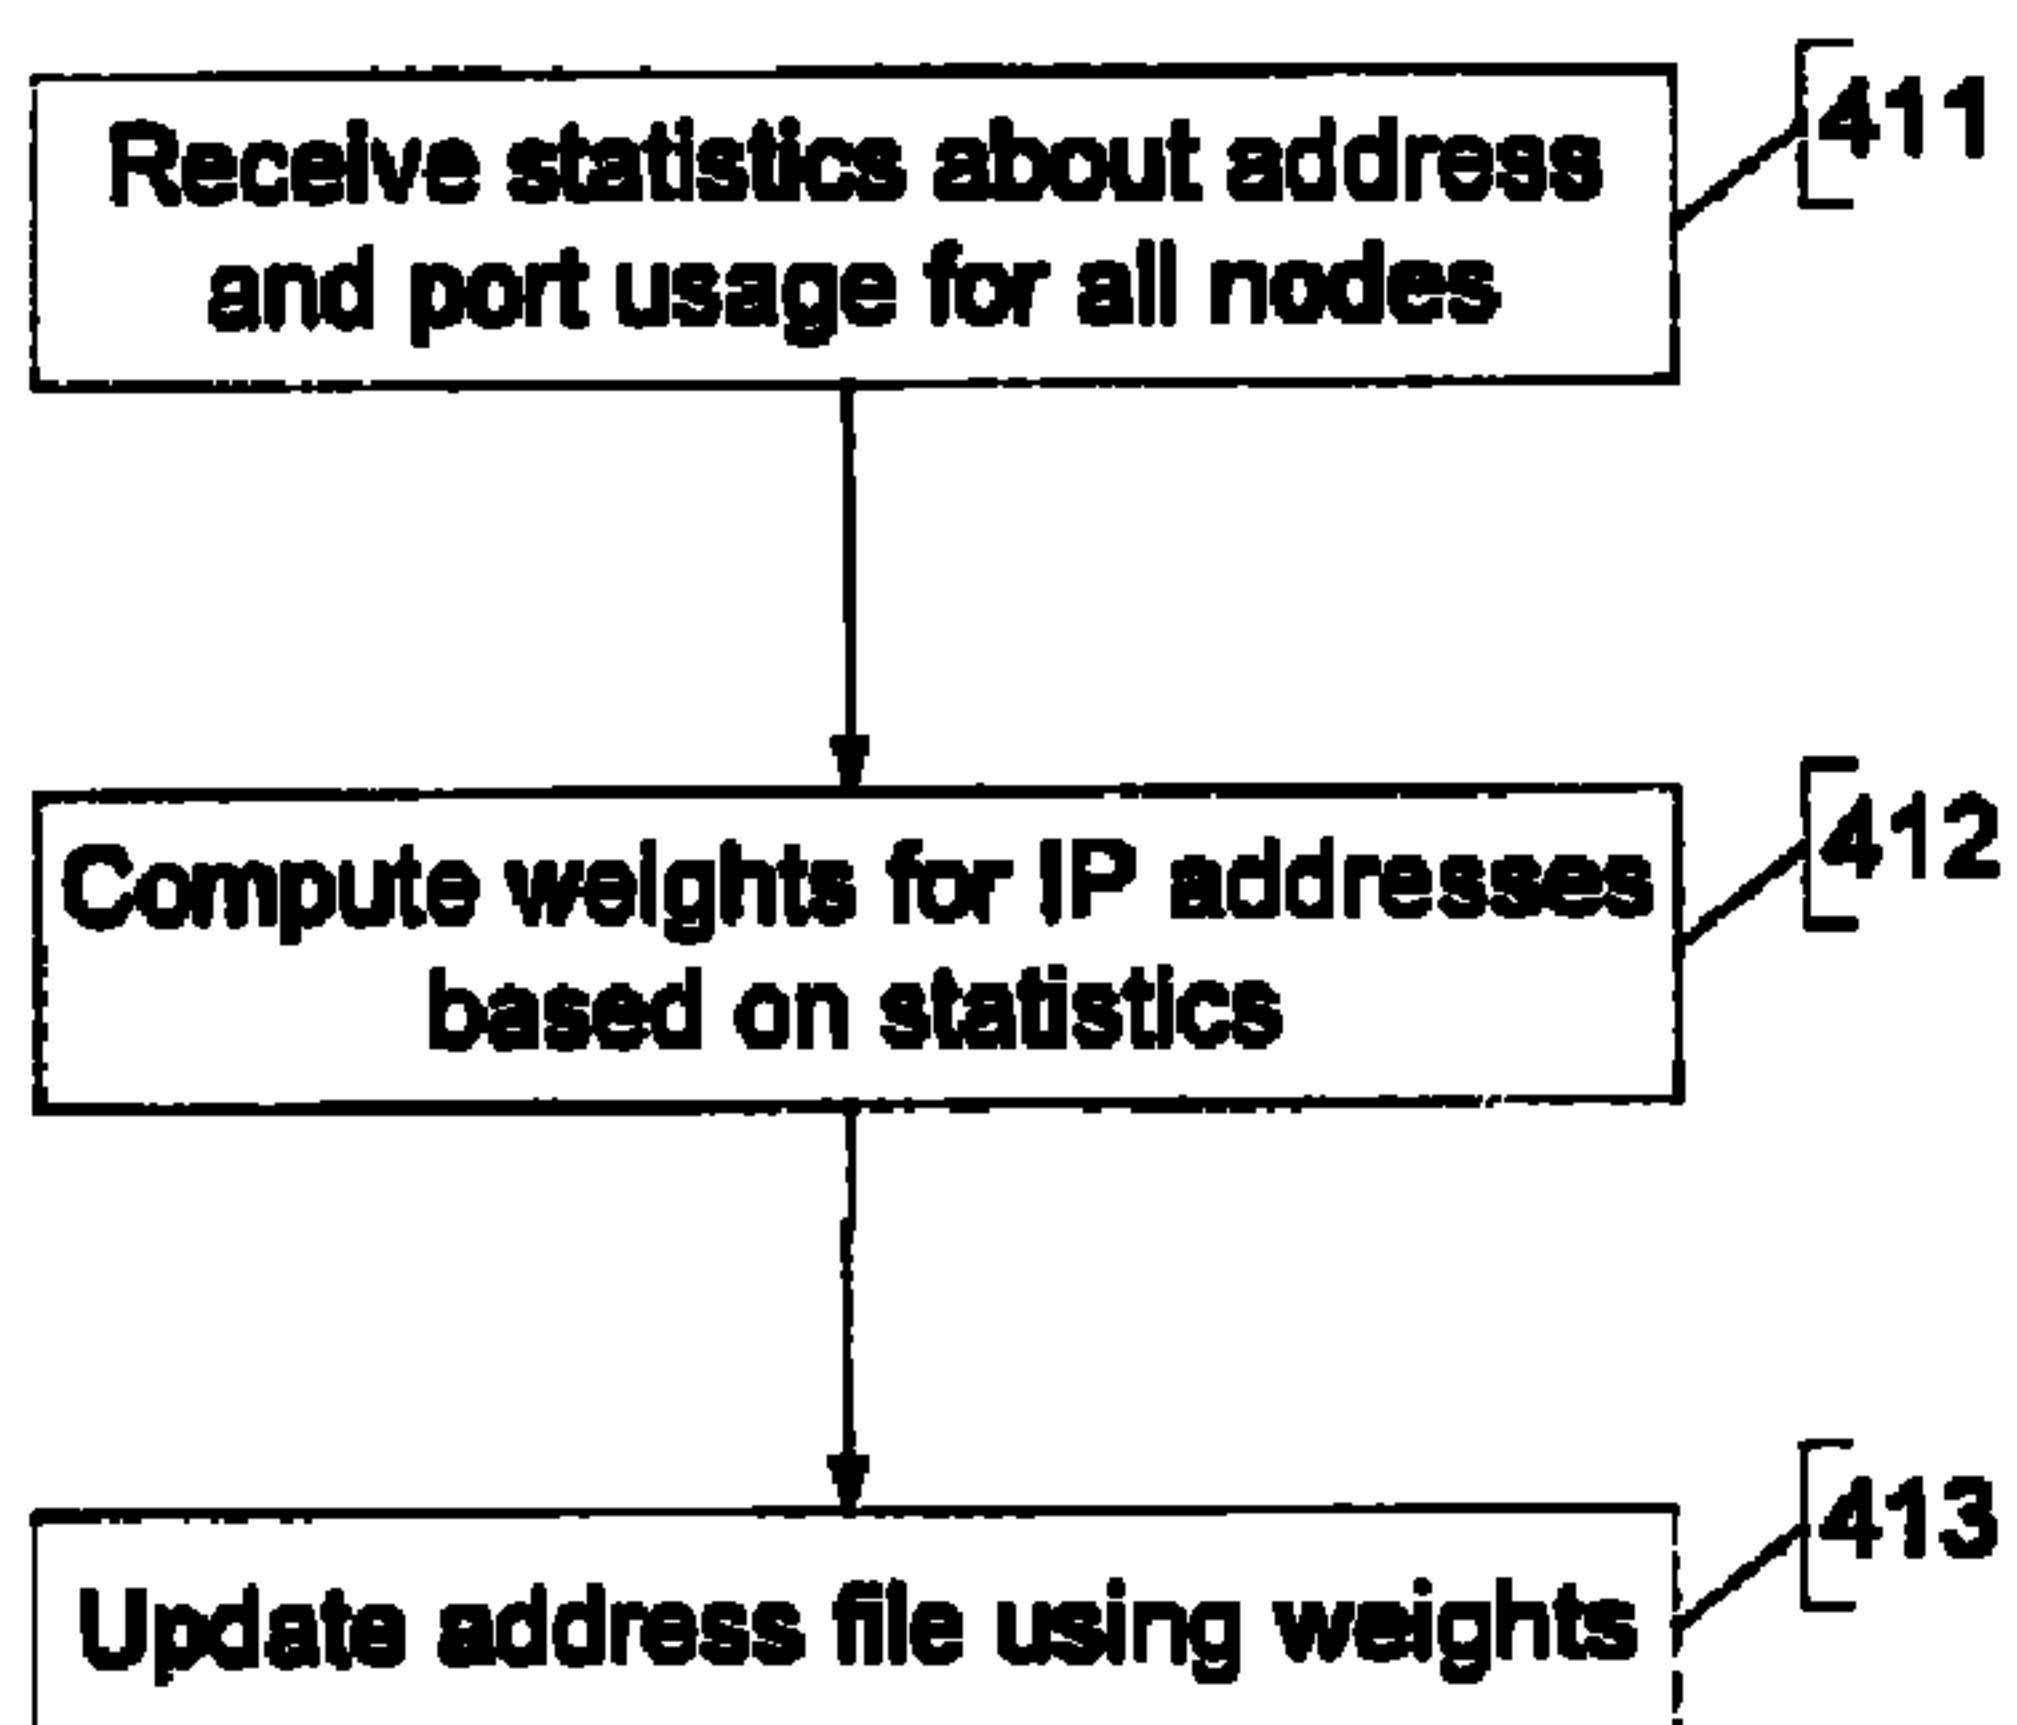 Receive statistics about address
and port usage for all nodes
411
Compute weights for IP addresses
based on statistics
412
Update address file using weights
413